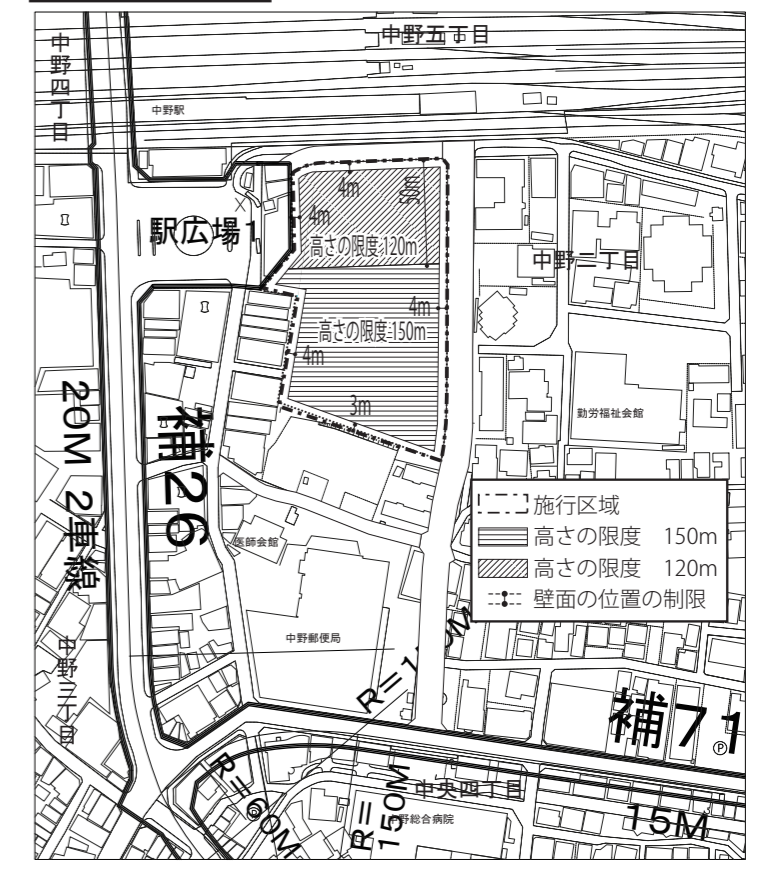 中野五丁目
中野四丁目
中野駅
4m
50m
4m
駅広場1
高さの限度 120m
中野二丁目
4m
高さの限度 150m
4m
3m
20M 2車線
補26
勤労福祉会館
施行区域
高さの限度 150m
高さの限度 120m
壁面の位置の制限
医師会館
中野郵便局
中野三丁目
補71
P
R=60M
R=150M
中央四丁目
中野総合病院
15M